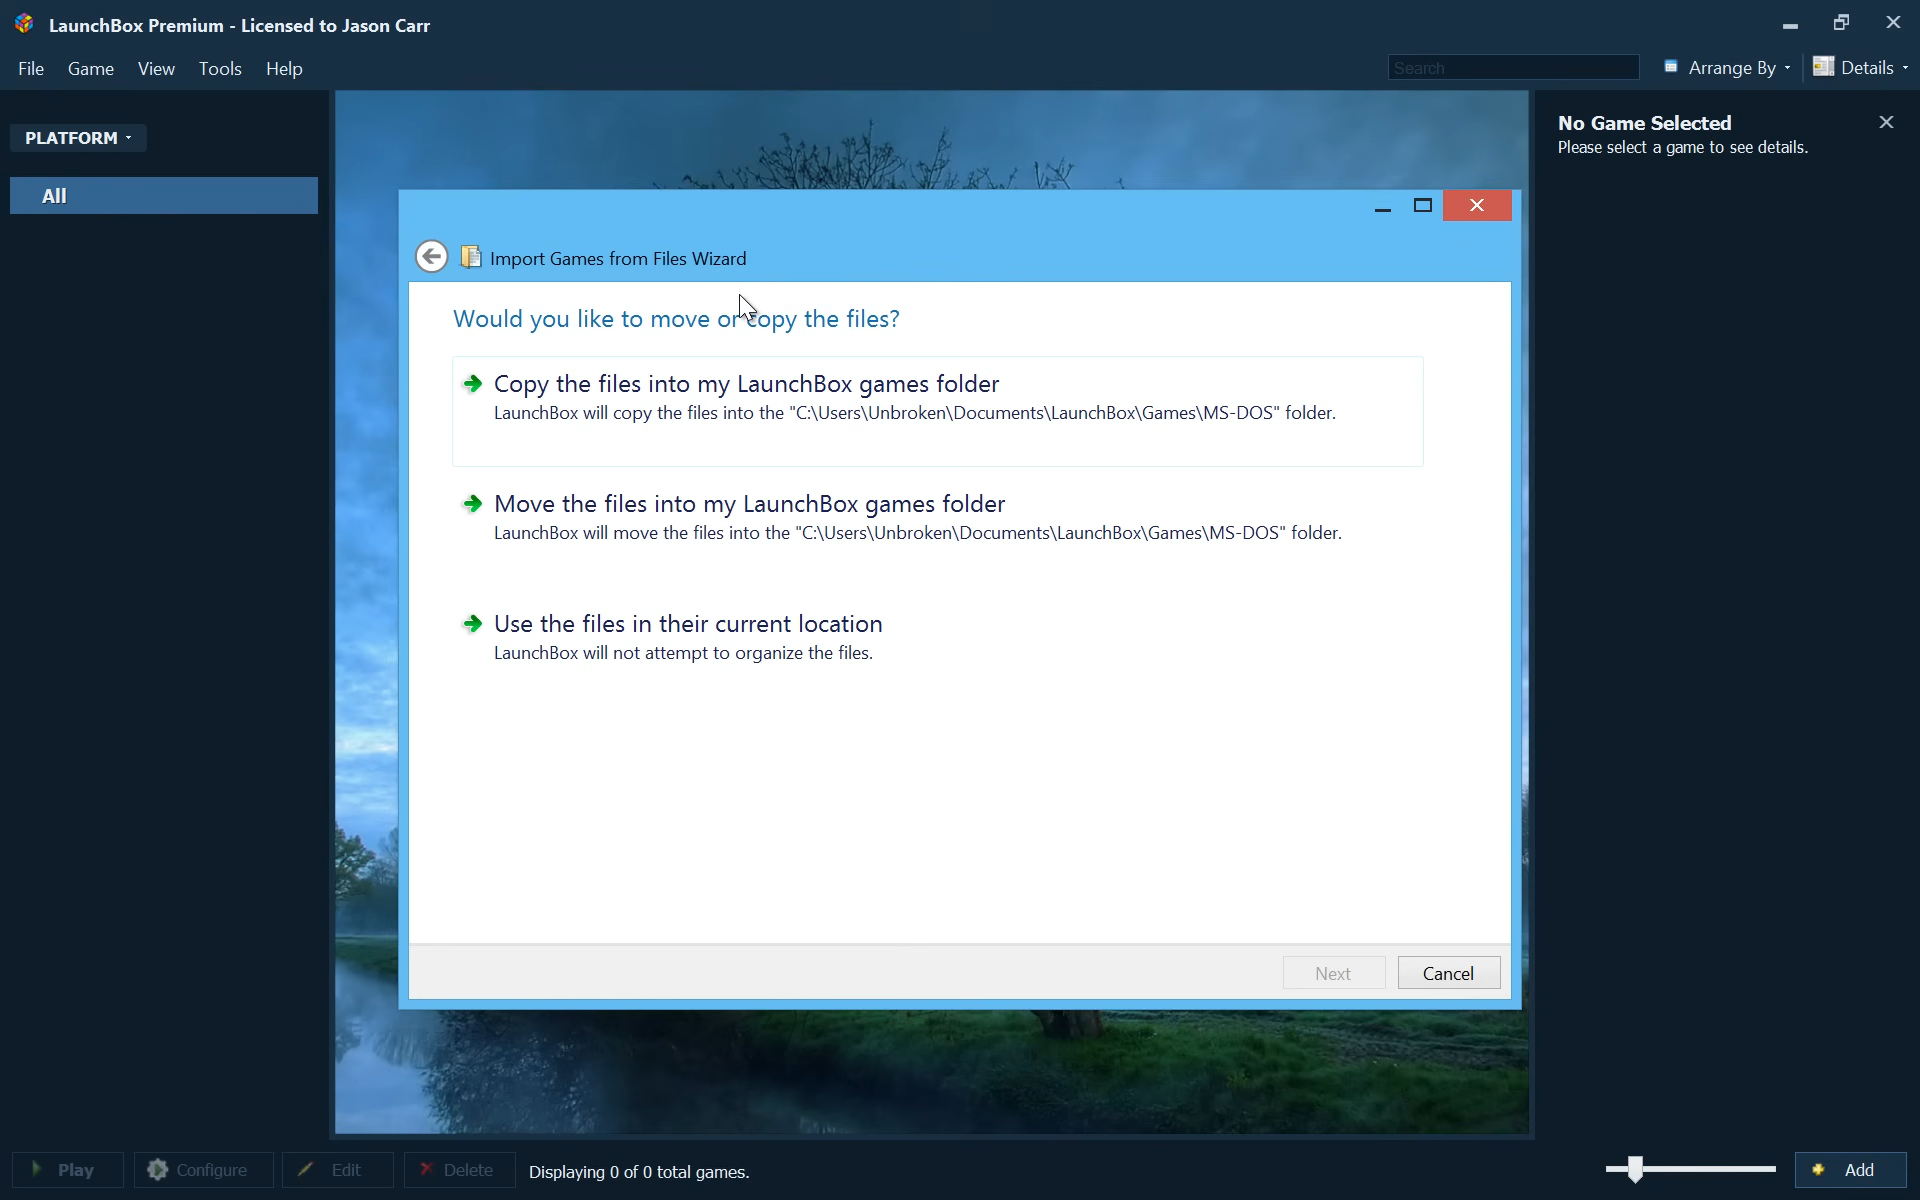 LaunchBox Premium - Licensed to Jason Carr
File Game View Tools Help
Search
Arrange By
Details
PLATFORM
All
No Game Selected
Please select a game to see details.
Import Games from Files Wizard
Would you like to move or copy the files?
Copy the files into my LaunchBox games folder
LaunchBox will copy the files into the "C:\Users\Unbroken\Documents\LaunchBox\Games\MS-DOS" folder.
Move the files into my LaunchBox games folder
LaunchBox will move the files into the "C:\Users\Unbroken\Documents\LaunchBox\Games\MS-DOS" folder.
Use the files in their current location
LaunchBox will not attempt to organize the files.
Next
Cancel
Play
Configure
Edit
Delete
Displaying 0 of 0 total games.
Add